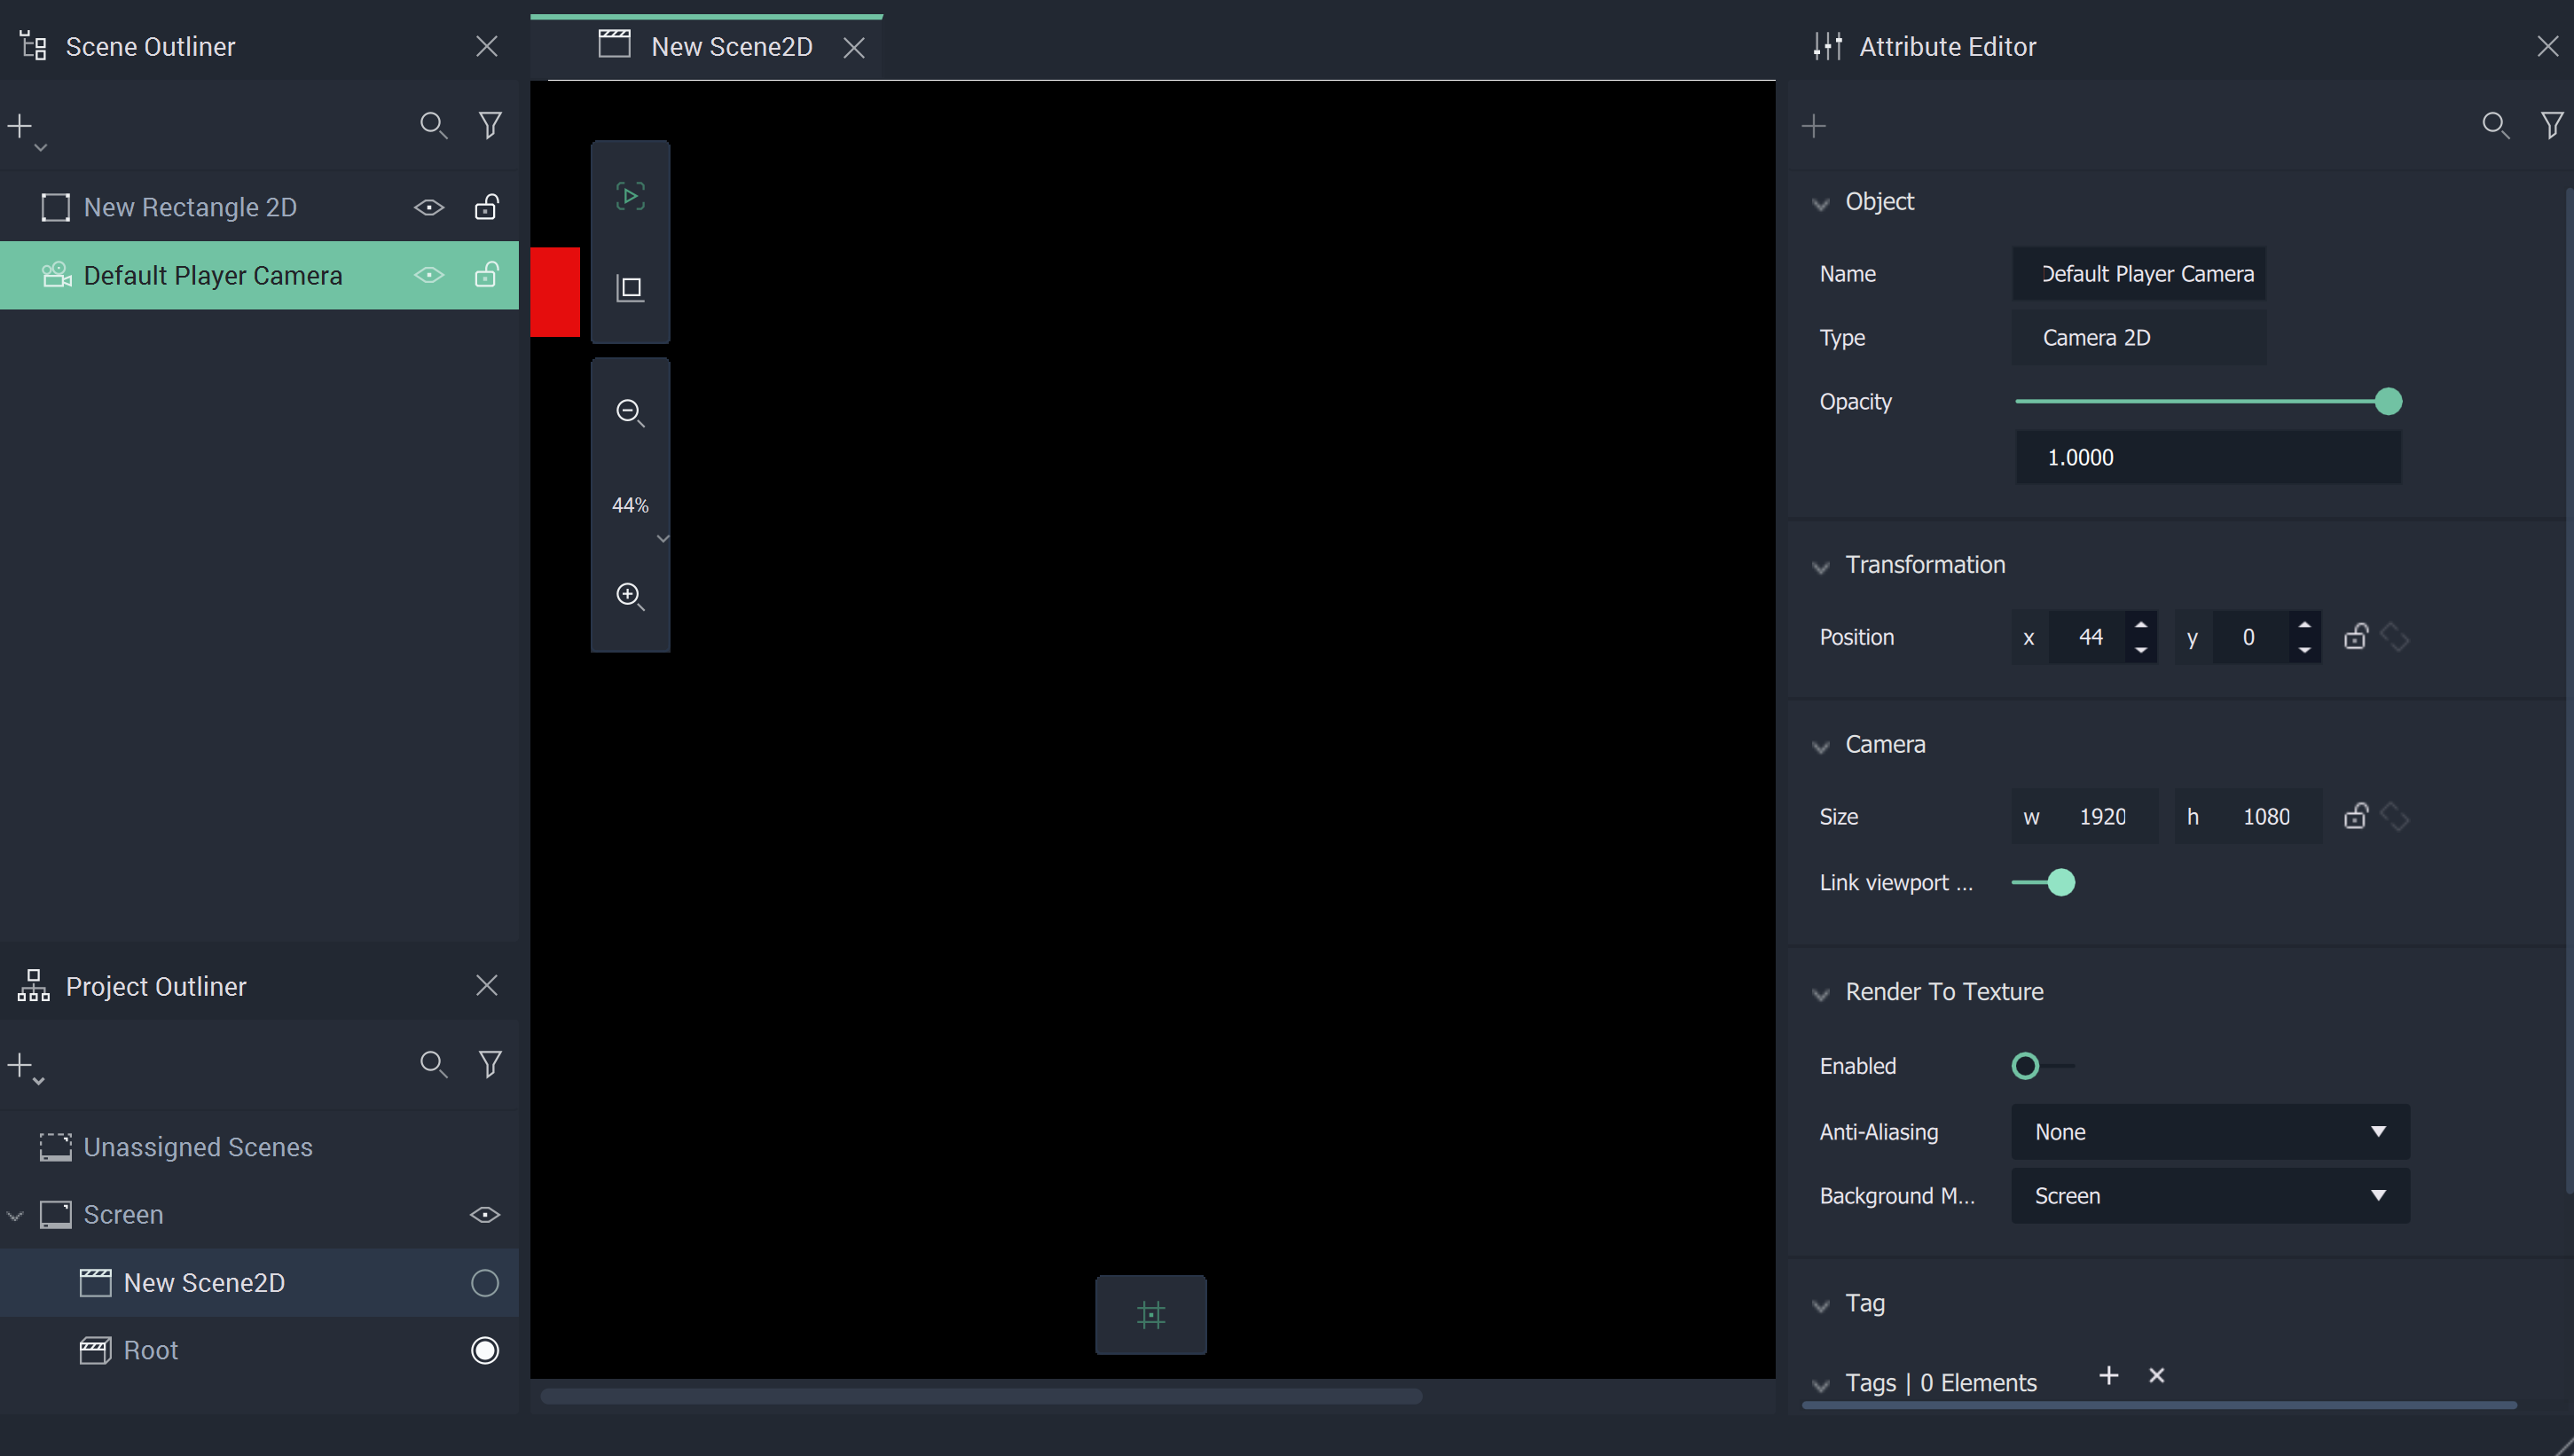 Scene Outliner
New Rectangle 2D
Default Player Camera
Project Outliner
Unassigned Scenes
Screen
New Scene2D
Root
New Scene2D
44%
Attribute Editor
Object
Name Default Player Camera
Type Camera 2D
Opacity
1.0000
Transformation
Position x 44 y 0
Camera
Size w 1920 h 1080
Link viewport ...
Render To Texture
Enabled
Anti-Aliasing None
Background M... Screen
Tag
Tags | 0 Elements